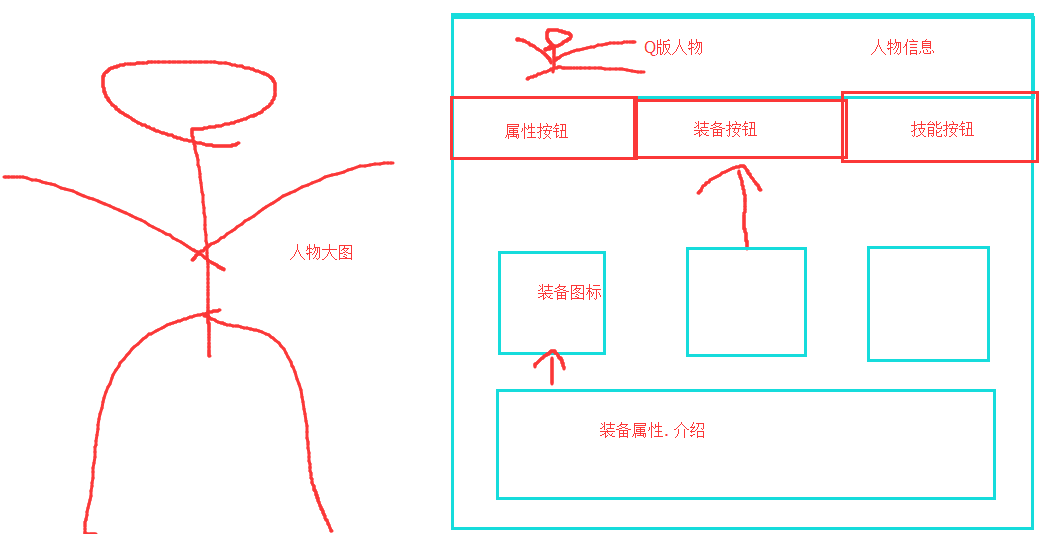 Q版人物
人物信息
属性按钮
装备按钮
技能按钮
人物大图
装备图标
装备属性.介绍